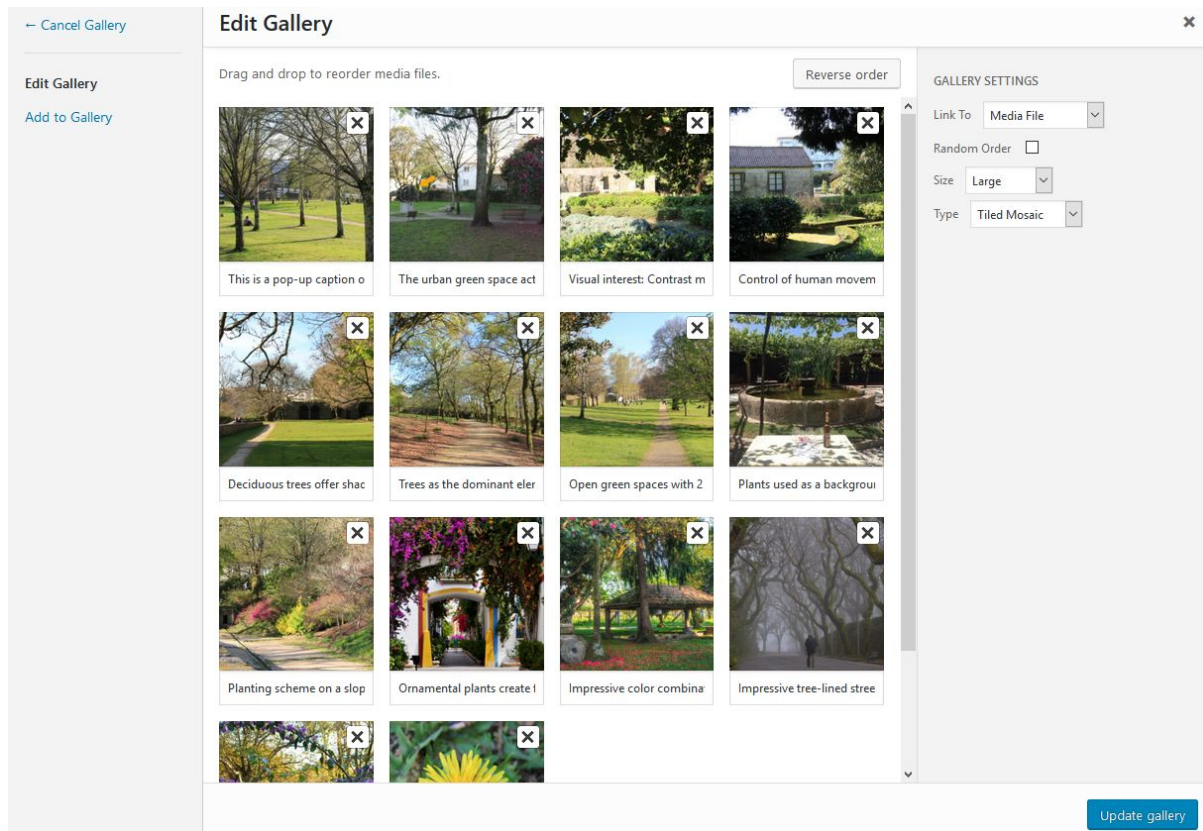 ← Cancel Gallery
Edit Gallery
Add to Gallery
Edit Gallery
Drag and drop to reorder media files.
Reverse order
This is a pop-up caption o
The urban green space act
Visual interest: Contrast m
Control of human movem
Deciduous trees offer shac
Trees as the dominant eler
Open green spaces with 2
Plants used as a backgrou
Planting scheme on a slop
Ornamental plants create f
Impressive color combina
Impressive tree-lined stree
GALLERY SETTINGS
Link To Media File
Random Order
Size Large
Type Tiled Mosaic
Update gallery